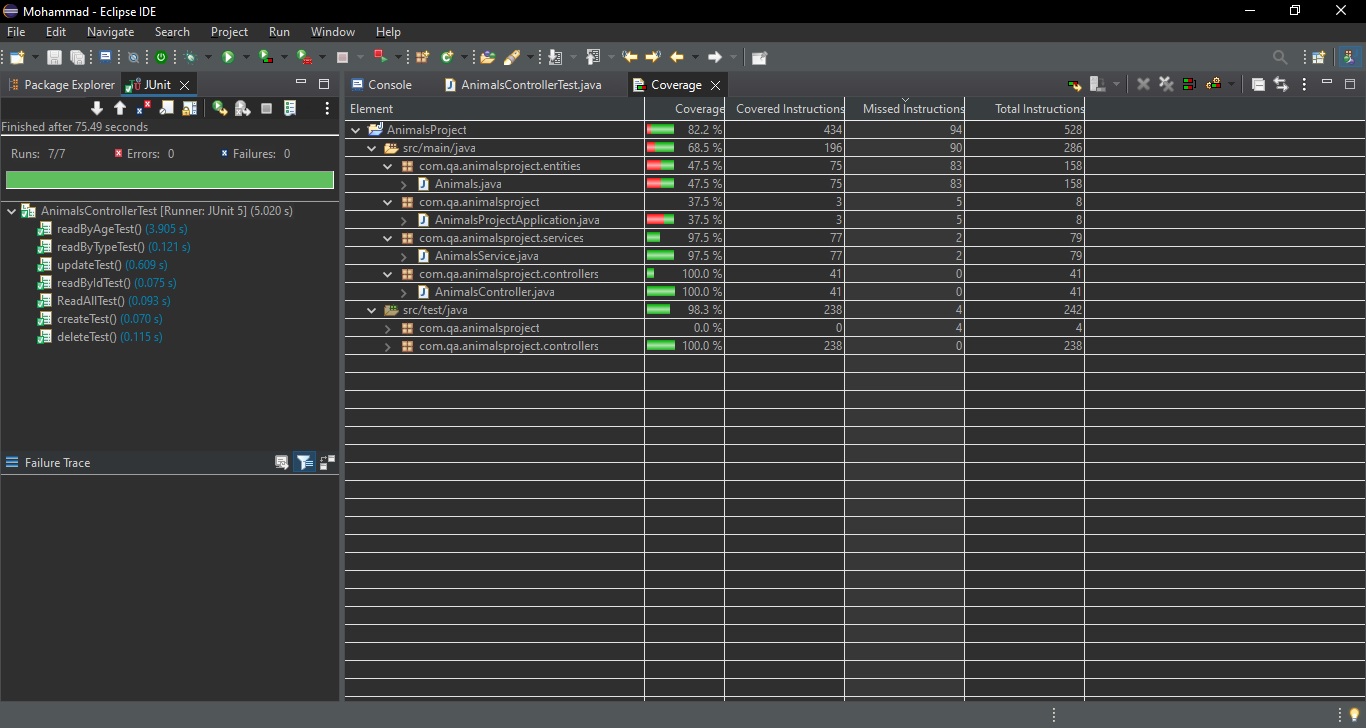 Mohammad - Eclipse IDE
File Edit Navigate Search Project Run Window Help
Package Explorer JUnit
Finished after 75.49 seconds
Runs: 7/7 Errors: 0 Failures: 0
AnimalsControllerTest [Runner: JUnit 5] (5.020 s)
readByAgeTest() (3.905 s)
readByTypeTest() (0.121 s)
updateTest() (0.609 s)
readByIdTest() (0.075 s)
ReadAllTest() (0.093 s)
createTest() (0.070 s)
deleteTest() (0.115 s)
Failure Trace
Console AnimalsControllerTest.java Coverage
Element Coverage Covered Instructions Missed Instructions Total Instructions
AnimalsProject 82.2 % 434 94 528
src/main/java 68.5 % 196 90 286
com.qa.animalsproject.entities 47.5 % 75 83 158
Animals.java 47.5 % 75 83 158
com.qa.animalsproject 37.5 % 3 5 8
AnimalsProjectApplication.java 37.5 % 3 5 8
com.qa.animalsproject.services 97.5 % 77 2 79
AnimalsService.java 97.5 % 77 2 79
com.qa.animalsproject.controllers 100.0 % 41 0 41
AnimalsController.java 100.0 % 41 0 41
src/test/java 98.3 % 238 4 242
com.qa.animalsproject 0.0 % 0 4 4
com.qa.animalsproject.controllers 100.0 % 238 0 238